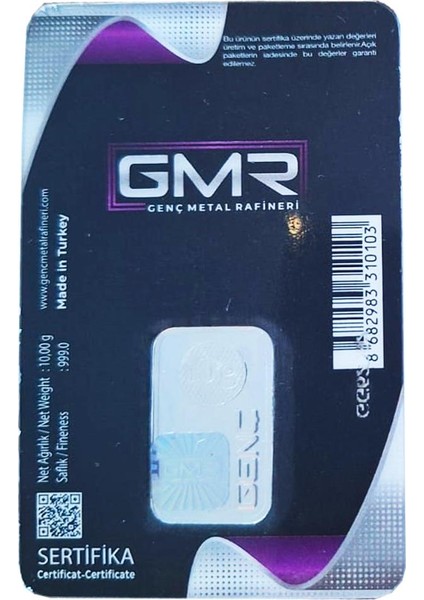 Bu ürünün sertifika üzerinde yazan değerleri
üretim ve paketleme sırasında belirlenir.Açık
paketlerin iadesinde bu değerler garanti
edilemez.
GMR
GENÇ METAL RAFİNERİ
www.gencmetalrafineri.com
Made in Turkey
8 682983 310103
Net Ağırlık / Net Weight : 10,00 g
Saflık / Fineness : 999.0
GMR
GENC
SERTİFİKA
Certificat-Certificate